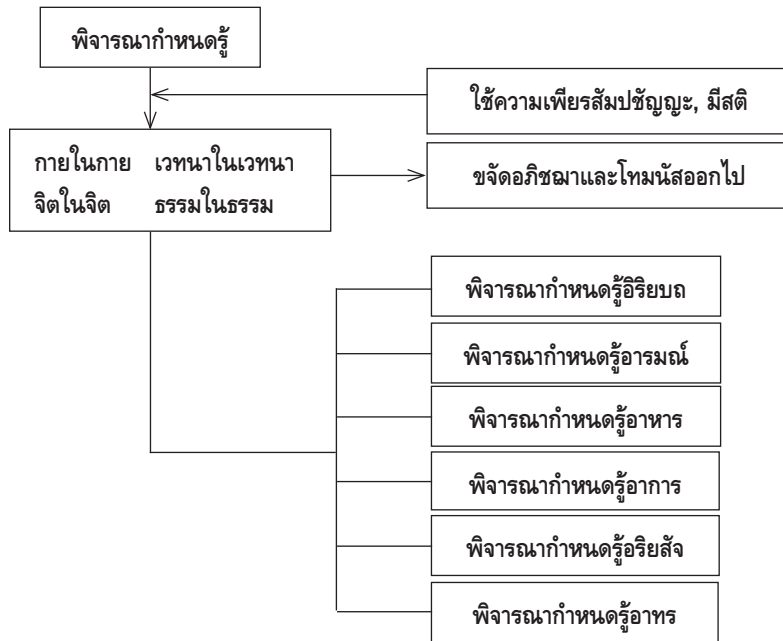 พิจารณากำหนดรู้
ใช้ความเพียรสัมปชัญญะ, มีสติ
กายในกาย เวทนาในเวทนา
จิตในจิต ธรรมในธรรม
ขจัดอภิชฌาและโทมนัสออกไป
พิจารณากำหนดรู้อิริยบถ
พิจารณากำหนดรู้อารมณ์
พิจารณากำหนดรู้อาหาร
พิจารณากำหนดรู้อาการ
พิจารณากำหนดรู้อริยสัจ
พิจารณากำหนดรู้อาทร